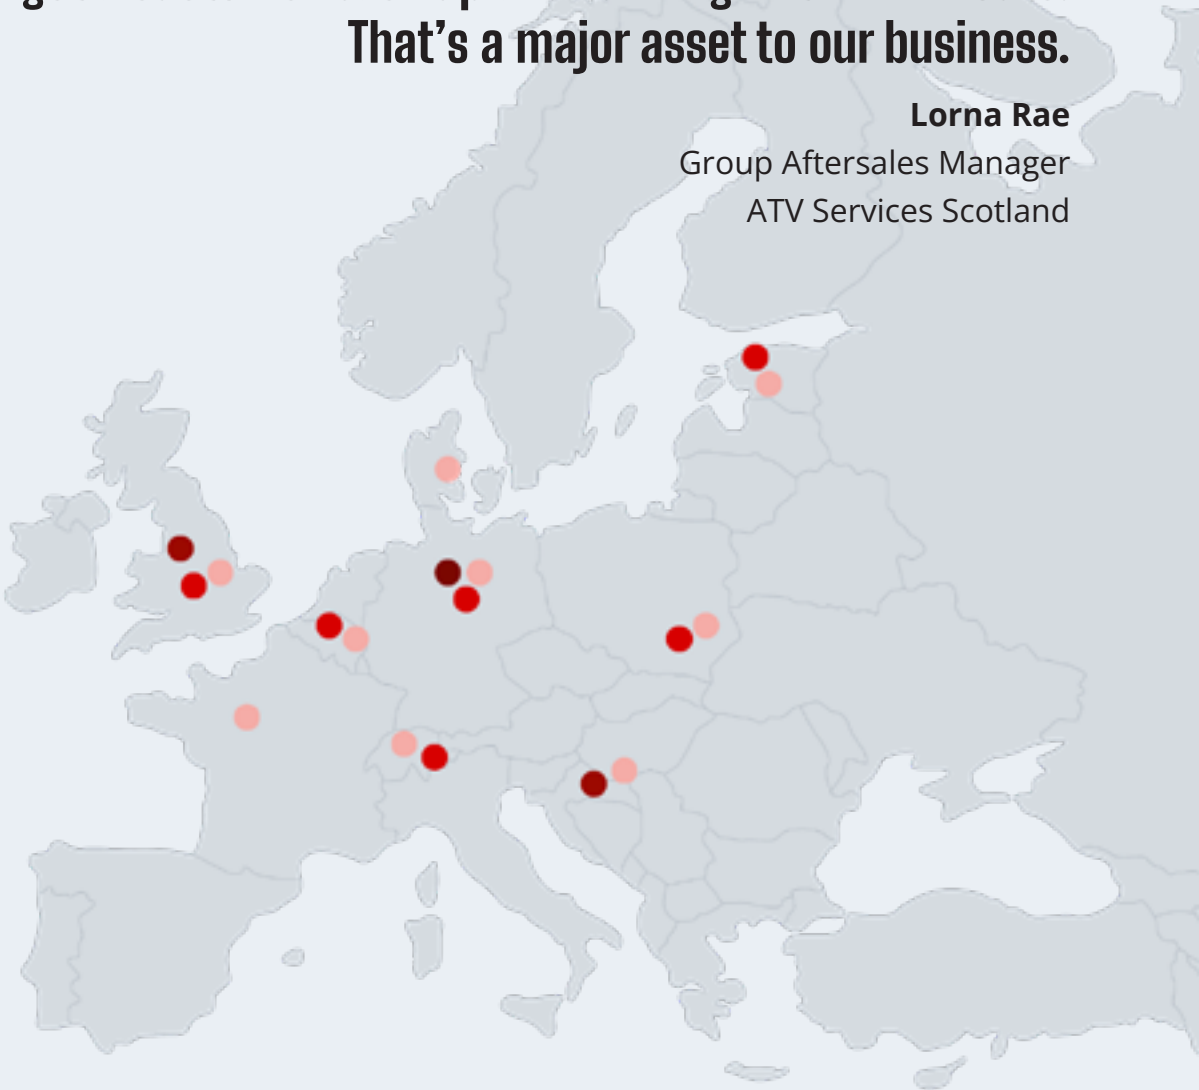 That's a major asset to our business.
Lorna Rae
Group Aftersales Manager
ATV Services Scotland